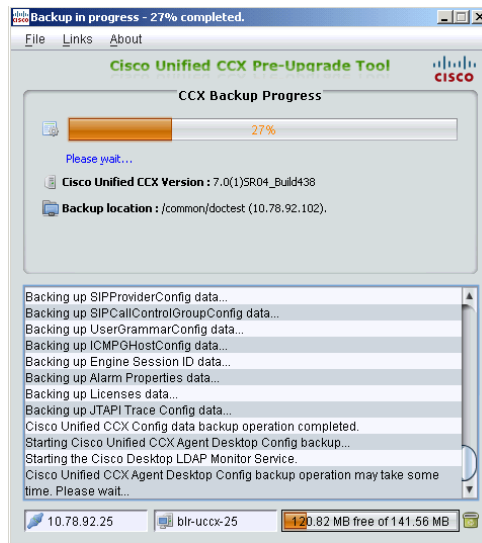 Backup in progress - 27% completed.
File Links About
Cisco Unified CCX Pre-Upgrade Tool
CISCO
CCX Backup Progress
27%
Please wait...
Cisco Unified CCX Version : 7.0(1)SR04_Build438
Backup location : /common/doctest (10.78.92.102).
Backing up SIPProviderConfig data...
Backing up SIPCallControlGroupConfig data...
Backing up UserGrammarConfig data...
Backing up ICMPGHostConfig data...
Backing up Engine Session ID data...
Backing up Alarm Properties data...
Backing up Licenses data...
Backing up JTAPI Trace Config data...
Cisco Unified CCX Config data backup operation completed.
Starting Cisco Unified CCX Agent Desktop Config backup...
Starting the Cisco Desktop LDAP Monitor Service.
Cisco Unified CCX Agent Desktop Config backup operation may take some
time. Please wait...
10.78.92.25 blr-uccx-25 120.82 MB free of 141.56 MB